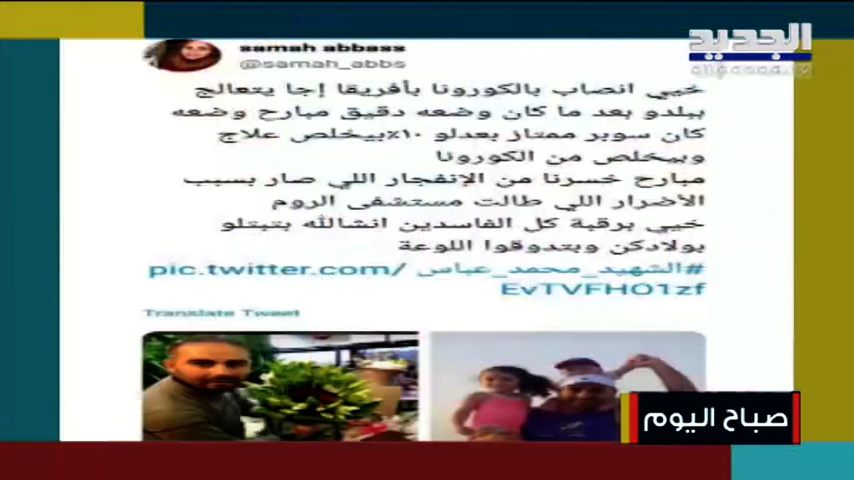 samah abbass
الجديد
@samah_abbs
خيي انصاب بالكورونا بأفريقا إجا يتعالج
ببلدو بعد ما كان وضعه دقيق مبارح وضعه
كان سوبر ممتاز بعدلو ١٠٪ بيخلص علاج
وبيخلص من الكورونا
مبارح خسرنا من الإنفجار اللي صار بسبب
الأضرار اللي طالت مستشفى الروم
خيي برقبة كل الفاسدين انشالله بتبتلو
بولادكن وبتدوقوا اللوعة
#الشهيد_محمد_عباس pic.twitter.com/
EvTVFHO1zf
Translate Tweet
صباح اليوم